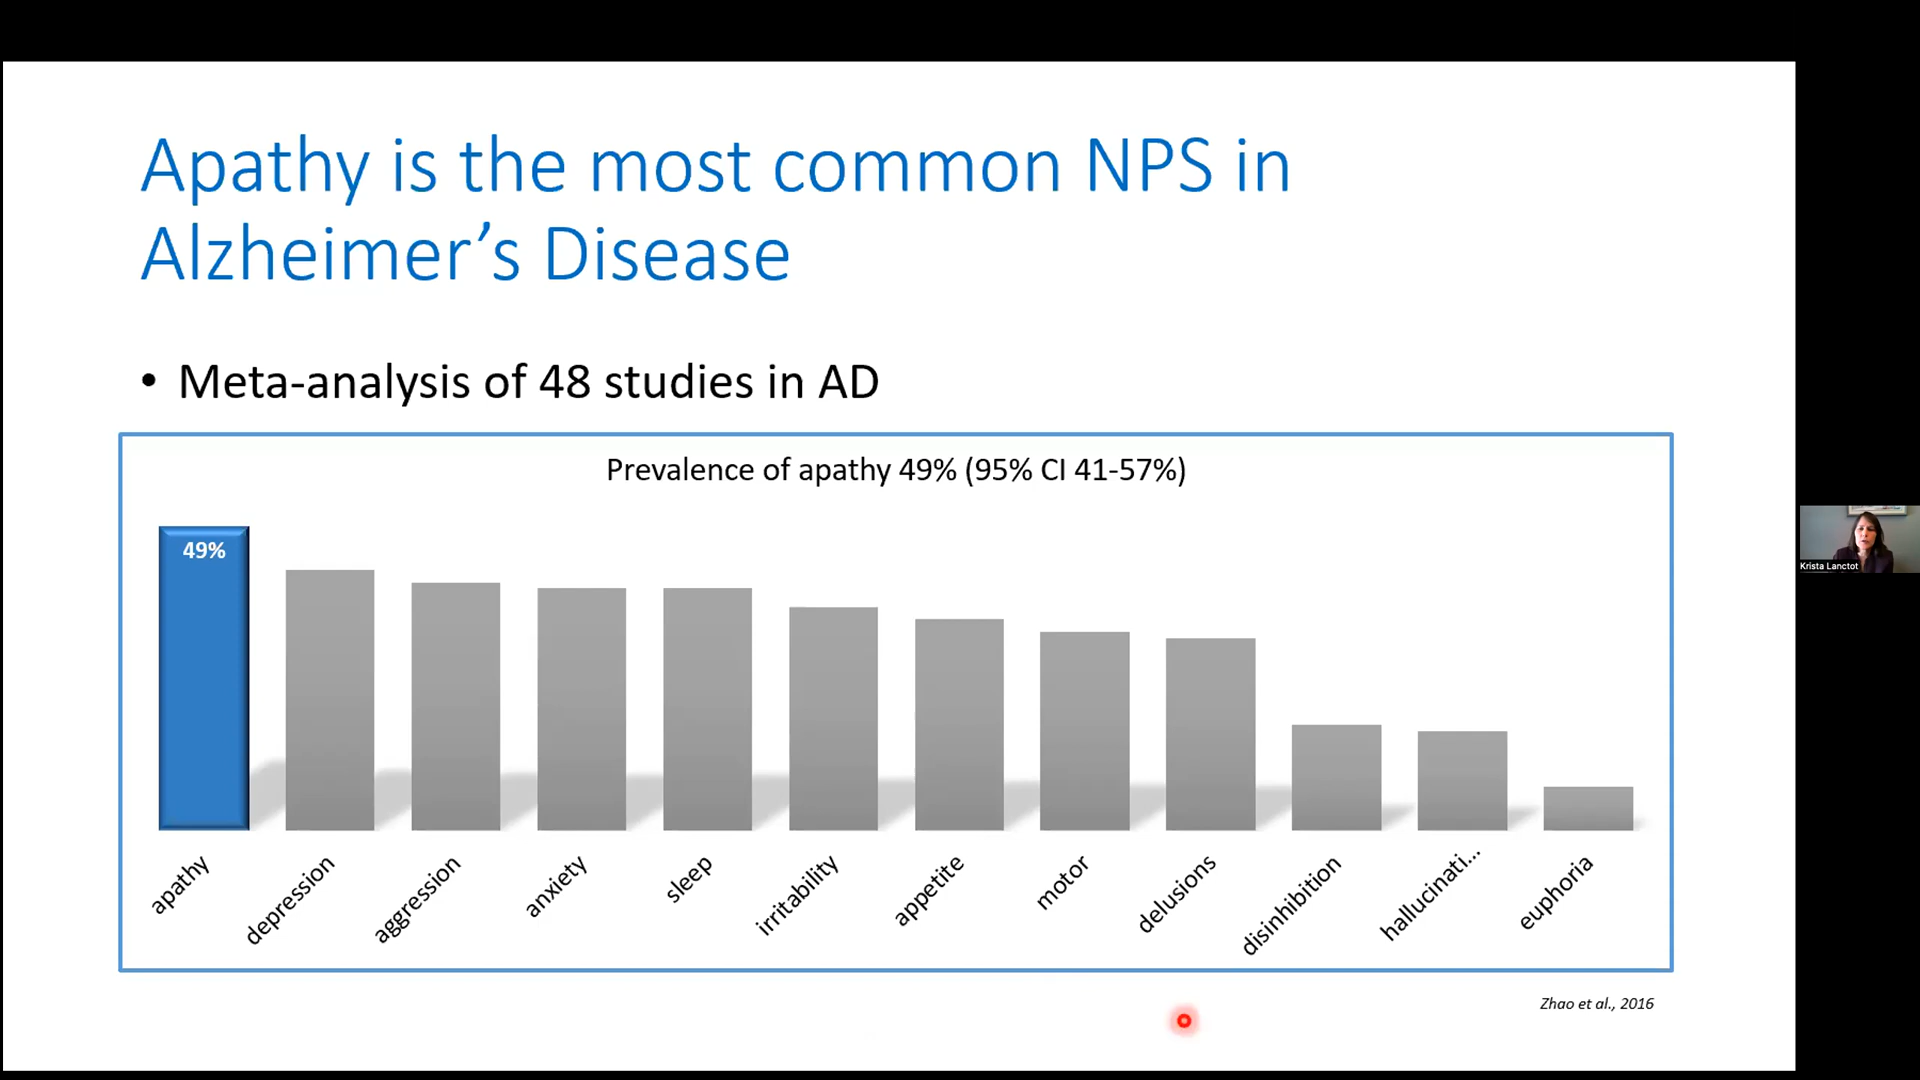 Apathy is the most common NPS in
Alzheimer’s Disease
• Meta-analysis of 48 studies in AD
Prevalence of apathy 49% (95% CI 41-57%)
49%
apathy
depression
aggression
anxiety
sleep
irritability
appetite
motor
delusions
disinhibition
hallucinati...
euphoria
Zhao et al., 2016
Krista Lanctot